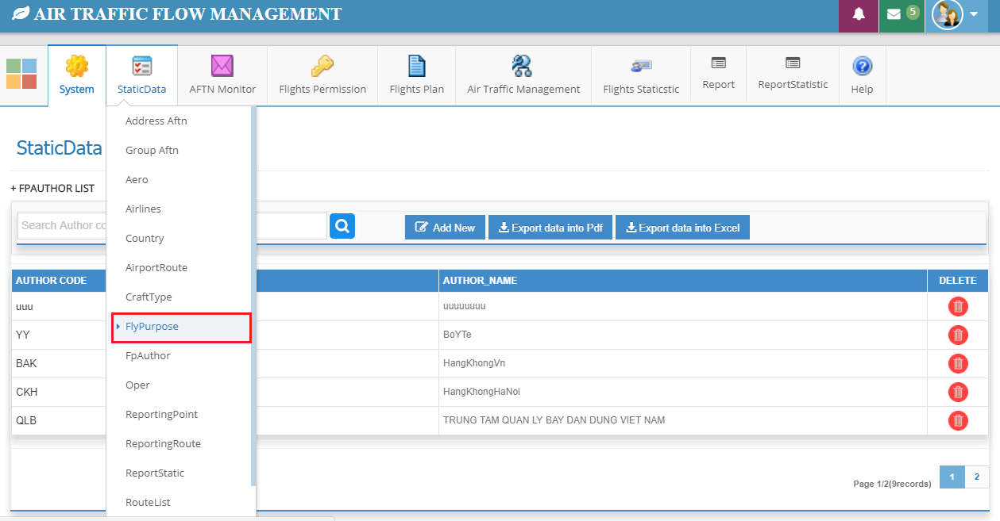 AIR TRAFFIC FLOW MANAGEMENT
5
System
StaticData
AFTN Monitor
Flights Permission
Flights Plan
Air Traffic Management
Flights Staticstic
Report
ReportStatistic
Help
Address Aftn
Group Aftn
Aero
Airlines
Country
AirportRoute
CraftType
FlyPurpose
FpAuthor
Oper
ReportingPoint
ReportingRoute
ReportStatic
RouteList
StaticData
+ FPAUTHOR LIST
Search Author co
Add New
Export data into Pdf
Export data into Excel
AUTHOR CODE AUTHOR_NAME DELETE
uuu uuuuuuuu
YY BoYTe
BAK HangKhongVn
CKH HangKhongHaNoi
QLB TRUNG TAM QUAN LY BAY DAN DUNG VIET NAM
Page 1/2(9records) 1 2